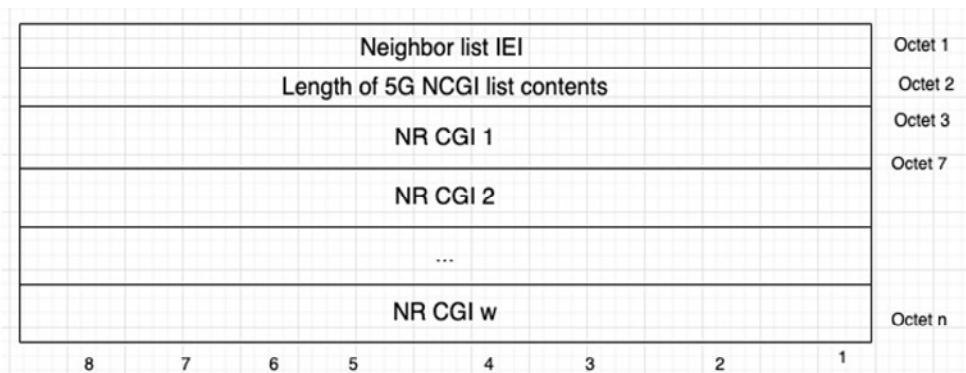 Neighbor list IEI Octet 1
Length of 5G NCGI list contents Octet 2
Octet 3
NR CGI 1
Octet 7
NR CGI 2
...
NR CGI w
Octet n
8 7 6 5 4 3 2 1